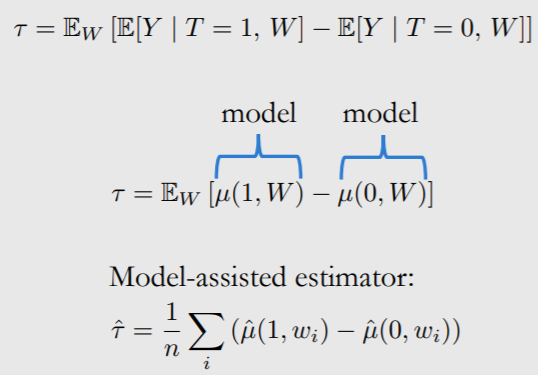 τ = 𝔼_W [𝔼[Y | T = 1, W] − 𝔼[Y | T = 0, W]]
model model
τ = 𝔼_W [μ(1, W) − μ(0, W)]
Model-assisted estimator:
τ̂ = 1/n ∑_i (μ̂(1, w_i) − μ̂(0, w_i))